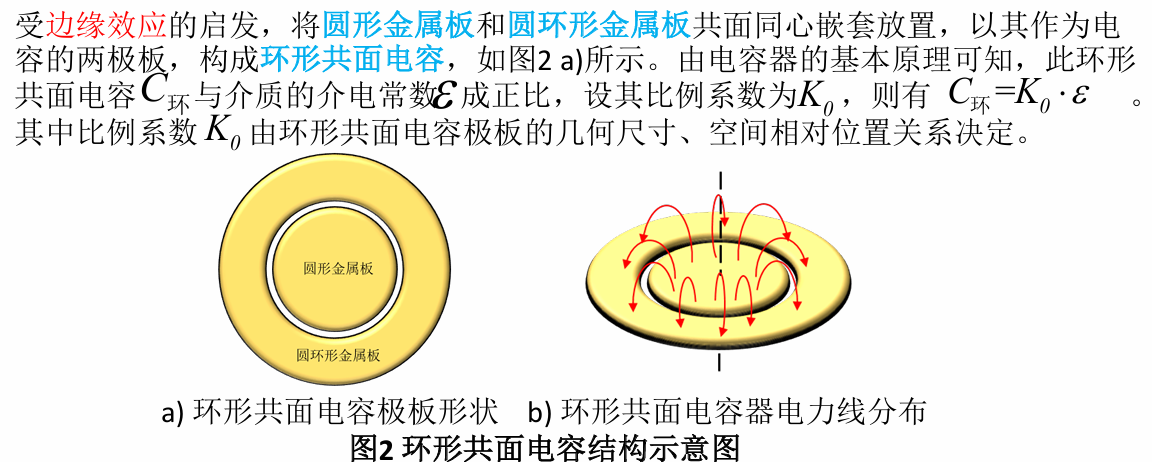 受边缘效应的启发，将圆形金属板和圆环形金属板共面同心嵌套放置，以其作为电
容的两极板，构成环形共面电容，如图2 a)所示。由电容器的基本原理可知，此环形
共面电容C环与介质的介电常数ε成正比，设其比例系数为K0，则有 C环=K0·ε 。
其中比例系数K0由环形共面电容极板的几何尺寸、空间相对位置关系决定。
圆形金属板
圆环形金属板
a) 环形共面电容极板形状 b) 环形共面电容器电力线分布
图2 环形共面电容结构示意图